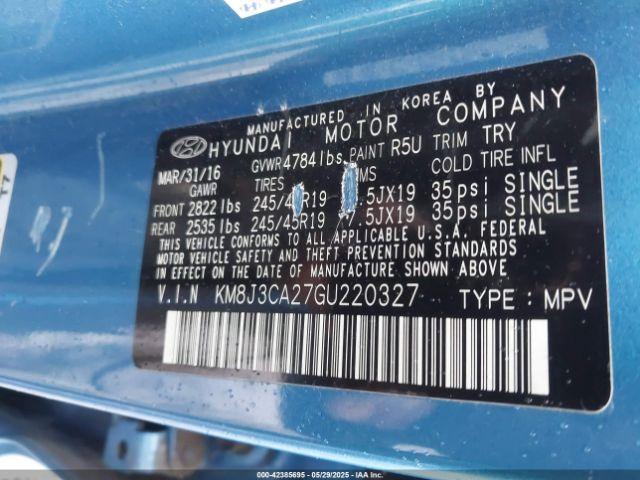 MANUFACTURED IN KOREA BY
HYUNDAI MOTOR COMPANY
MAR/31/16 GVWR 4784 lbs. PAINT R5U TRIM TRY
GAWR TIRES COLD TIRE INFL
FRONT 2822 lbs 35psi SINGLE
REAR 2535 lbs 245/45R19 35psi SINGLE
THIS VEHICLE CONFORMS TO ALL APPLICABLE U.S.A. FEDERAL
MOTOR VEHICLE SAFETY AND THEFT PREVENTION STANDARDS
IN EFFECT ON THE DATE OF MANUFACTURE SHOWN ABOVE.
V.I.N KM8J3CA27GU220327 TYPE : MPV
000-42385695 05/29/2025 IAA Holdings, LLC